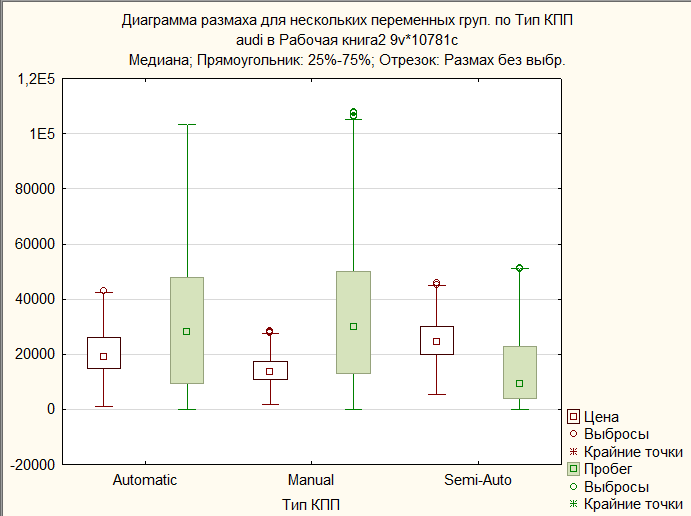 Диаграмма размаха для нескольких переменных груп. по Тип КПП
audi в Рабочая книга2 9v*10781c
Медиана; Прямоугольник: 25%-75%; Отрезок: Размах без выбр.
1,2E5
1E5
80000
60000
40000
20000
0
-20000
Automatic Manual Semi-Auto
Тип КПП
Цена
Выбросы
Крайние точки
Пробег
Выбросы
Крайние точки